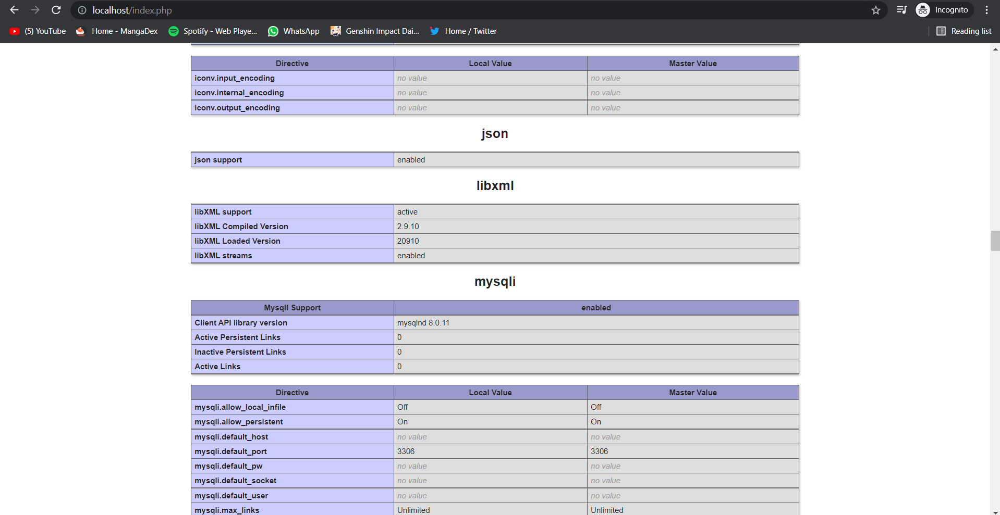 localhost/index.php
Incognito
(5) YouTube Home - MangaDex Spotify - Web Playe... WhatsApp Genshin Impact Dai... Home / Twitter Reading list
Directive Local Value Master Value
iconv.input_encoding no value no value
iconv.internal_encoding no value no value
iconv.output_encoding no value no value
json
json support enabled
libxml
libXML support active
libXML Compiled Version 2.9.10
libXML Loaded Version 20910
libXML streams enabled
mysqli
MysqlI Support enabled
Client API library version mysqlnd 8.0.11
Active Persistent Links 0
Inactive Persistent Links 0
Active Links 0
Directive Local Value Master Value
mysqli.allow_local_infile Off Off
mysqli.allow_persistent On On
mysqli.default_host no value no value
mysqli.default_port 3306 3306
mysqli.default_pw no value no value
mysqli.default_socket no value no value
mysqli.default_user no value no value
mysqli.max_links Unlimited Unlimited